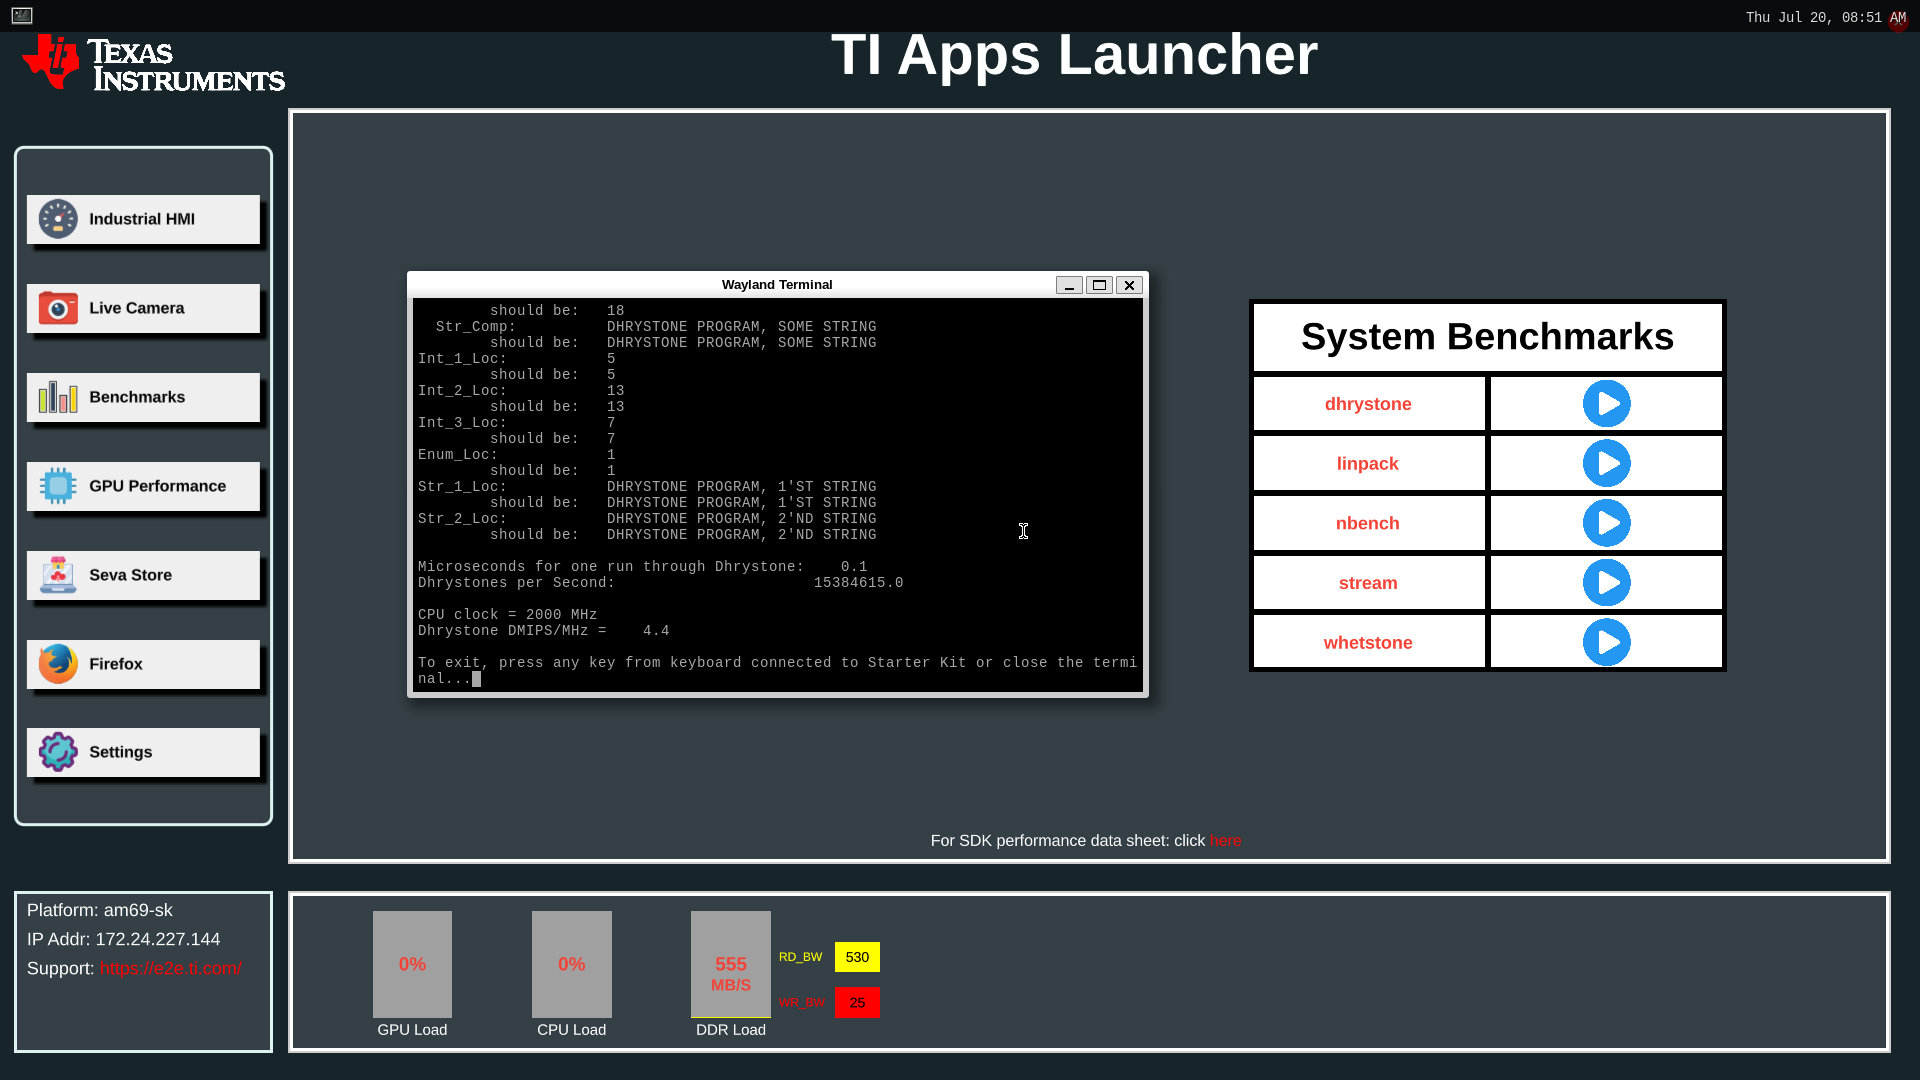 Thu Jul 20, 08:51 AM
TEXAS
INSTRUMENTS
TI Apps Launcher
Industrial HMI
Live Camera
Benchmarks
GPU Performance
Seva Store
Firefox
Settings
Wayland Terminal
should be: 18
Str_Comp: DHRYSTONE PROGRAM, SOME STRING
should be: DHRYSTONE PROGRAM, SOME STRING
Int_1_Loc: 5
should be: 5
Int_2_Loc: 13
should be: 13
Int_3_Loc: 7
should be: 7
Enum_Loc: 1
should be: 1
Str_1_Loc: DHRYSTONE PROGRAM, 1'ST STRING
should be: DHRYSTONE PROGRAM, 1'ST STRING
Str_2_Loc: DHRYSTONE PROGRAM, 2'ND STRING
should be: DHRYSTONE PROGRAM, 2'ND STRING
Microseconds for one run through Dhrystone: 0.1
Dhrystones per Second: 15384615.0
CPU clock = 2000 MHz
Dhrystone DMIPS/MHz = 4.4
To exit, press any key from keyboard connected to Starter Kit or close the termi
nal...
System Benchmarks
dhrystone
linpack
nbench
stream
whetstone
For SDK performance data sheet: click here
Platform: am69-sk
IP Addr: 172.24.227.144
Support: https://e2e.ti.com/
0%
GPU Load
0%
CPU Load
555
MB/S
DDR Load
RD_BW 530
WR_BW 25